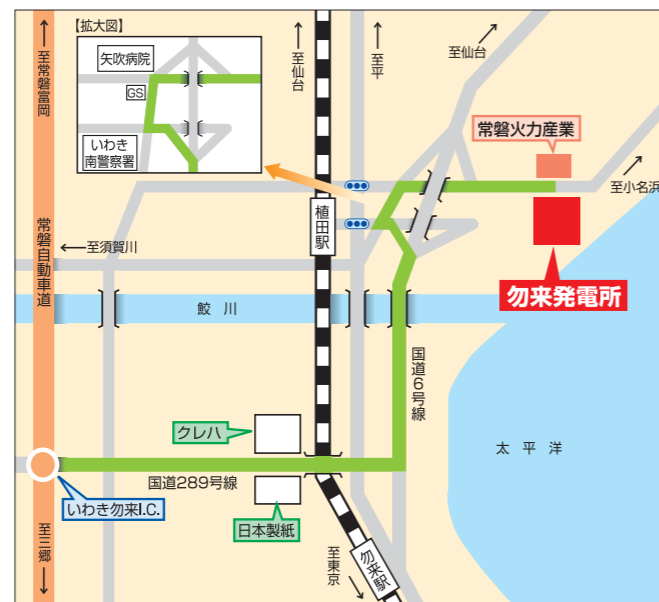 【拡大図】
矢吹病院
GS
いわき
南警察署
至常磐富岡
至仙台
至平
至仙台
常磐火力産業
至小名浜
植田駅
常磐自動車道
至須賀川
勿来発電所
鮫川
国道6号線
クレハ
太平洋
国道289号線
いわき勿来I.C.
日本製紙
至三郷
至東京
勿来駅